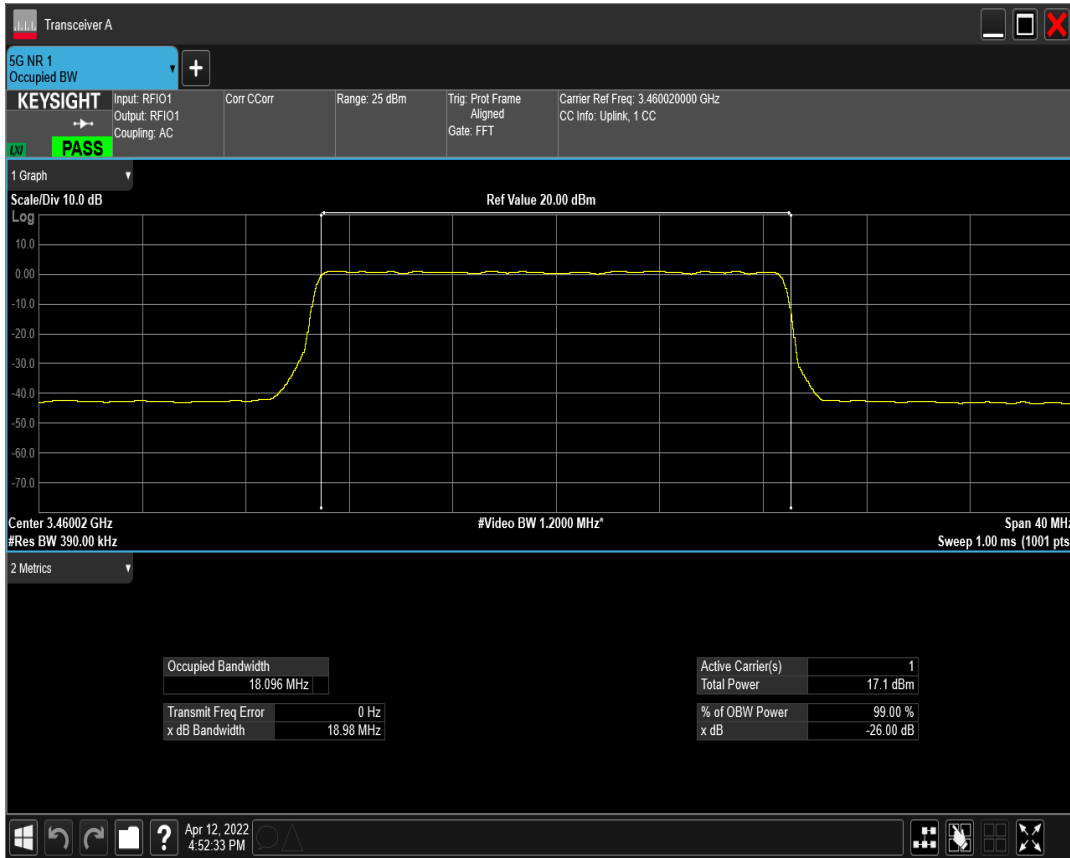 Transceiver A
5G NR 1
Occupied BW
KEYSIGHT
LXI
PASS
Input: RFIO1
Output: RFIO1
Coupling: AC
Corr CCorr
Range: 25 dBm
Trig: Prot Frame
Aligned
Gate: FFT
Carrier Ref Freq: 3.460020000 GHz
CC Info: Uplink, 1 CC
1 Graph
Scale/Div 10.0 dB
Ref Value 20.00 dBm
Log
10.0
0.00
-10.0
-20.0
-30.0
-40.0
-50.0
-60.0
-70.0
Center 3.46002 GHz
#Video BW 1.2000 MHz*
Span 40 MHz
#Res BW 390.00 kHz
Sweep 1.00 ms (1001 pts
2 Metrics
Occupied Bandwidth
18.096 MHz
Transmit Freq Error 0 Hz
x dB Bandwidth 18.98 MHz
Active Carrier(s) 1
Total Power 17.1 dBm
% of OBW Power 99.00 %
x dB -26.00 dB
?
Apr 12, 2022
4:52:33 PM